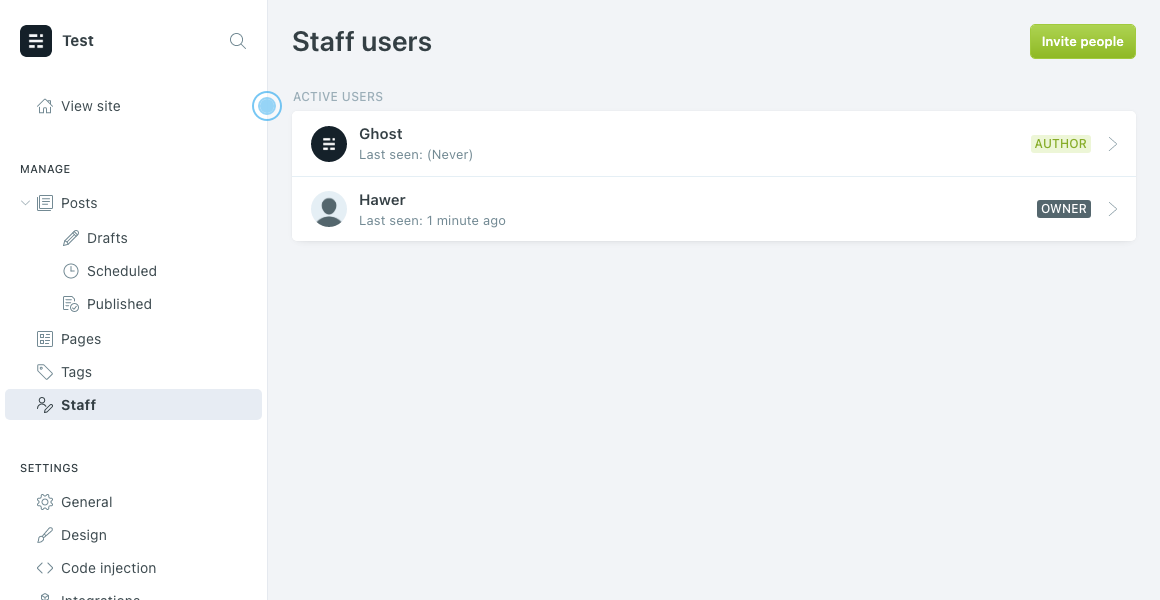 Test
View site
MANAGE
Posts
Drafts
Scheduled
Published
Pages
Tags
Staff
SETTINGS
General
Design
Code injection
Integrations
Staff users
Invite people
ACTIVE USERS
Ghost
Last seen: (Never)
AUTHOR
Hawer
Last seen: 1 minute ago
OWNER